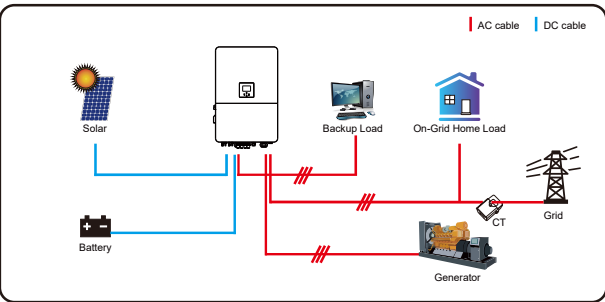 AC cable
DC cable
Solar
Backup Load
On-Grid Home Load
CT
Grid
Battery
Generator